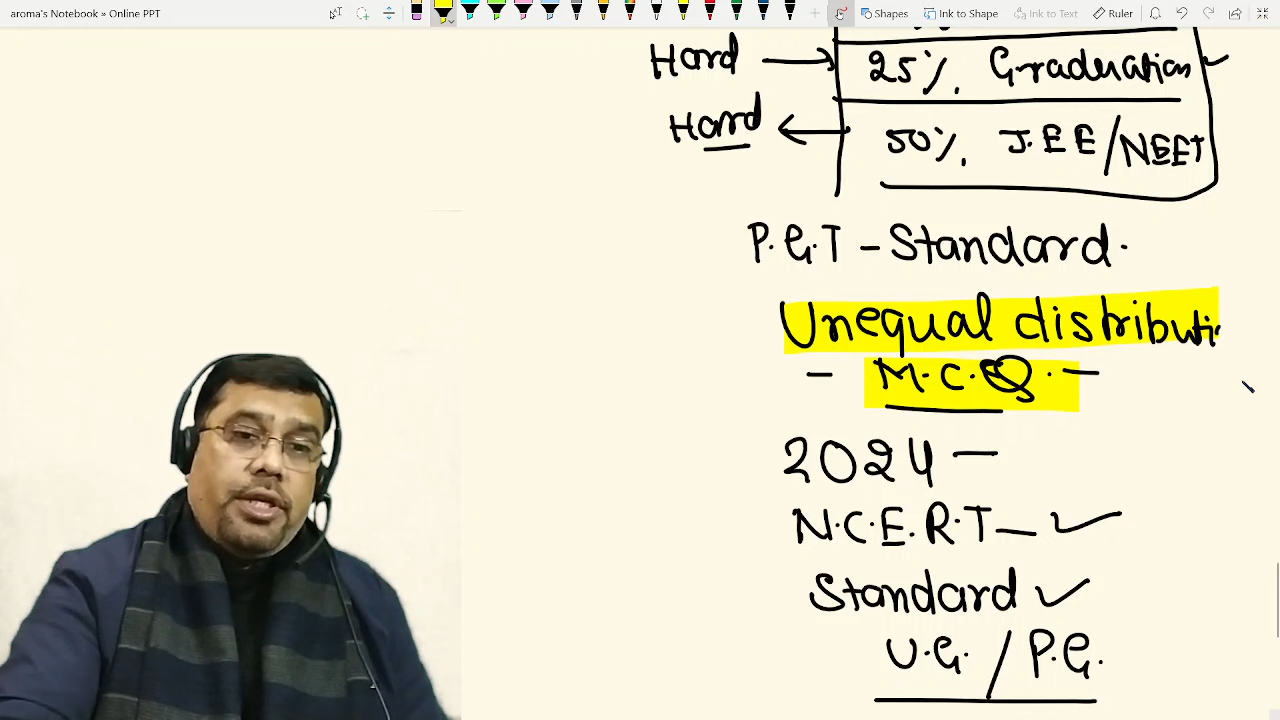 aroma's Notebook » Online PPT
Shapes Ink to Shape Ink to Text Ruler
Hard → 25%. Graduation
Hard ← 50%. J.E E/NEET
P.G.T - Standard.
Unequal distributi
- M.C.Q. -
2024 -
N.C.E.R.T - ✓
Standard ✓
U.G. / P.G.